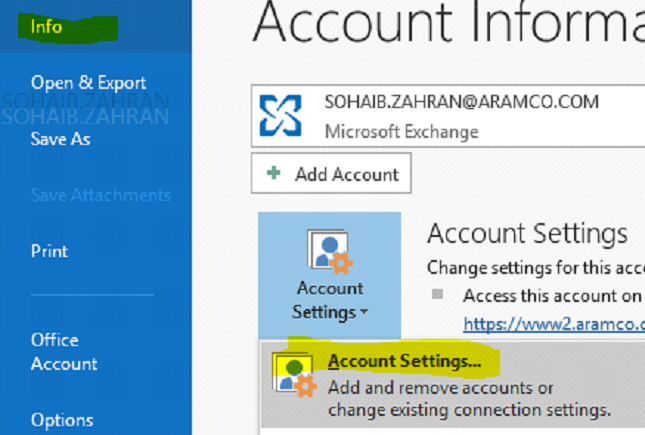 Info
Open & Export
SOHAIB.ZAHRAN
SOHAIB.ZAHRAN
Save As
Save Attachments
Print
Office
Account
Options
Account Informa
SOHAIB.ZAHRAN@ARAMCO.COM
Microsoft Exchange
Add Account
Account
Settings
Account Settings
Change settings for this acc
Access this account on
https://www2.aramco.c
Account Settings...
Add and remove accounts or
change existing connection settings.